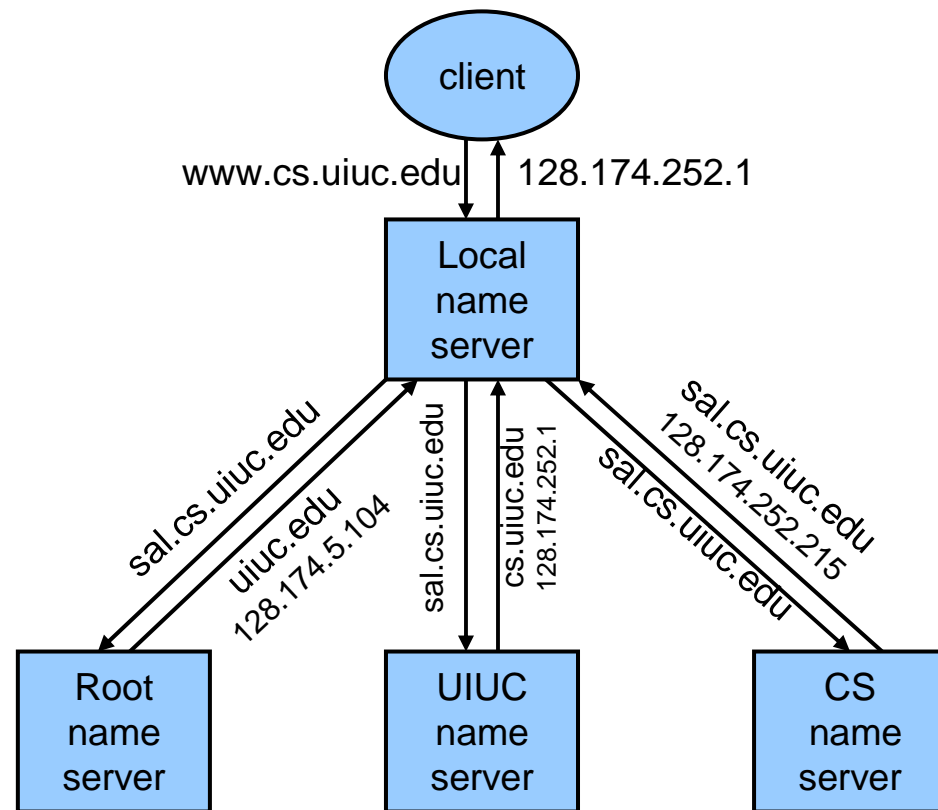 client
www.cs.uiuc.edu
128.174.252.1
Local
name
server
sal.cs.uiuc.edu
uiuc.edu
128.174.5.104
sal.cs.uiuc.edu
cs.uiuc.edu
128.174.252.1
sal.cs.uiuc.edu
128.174.252.215
sal.cs.uiuc.edu
Root
name
server
UIUC
name
server
CS
name
server